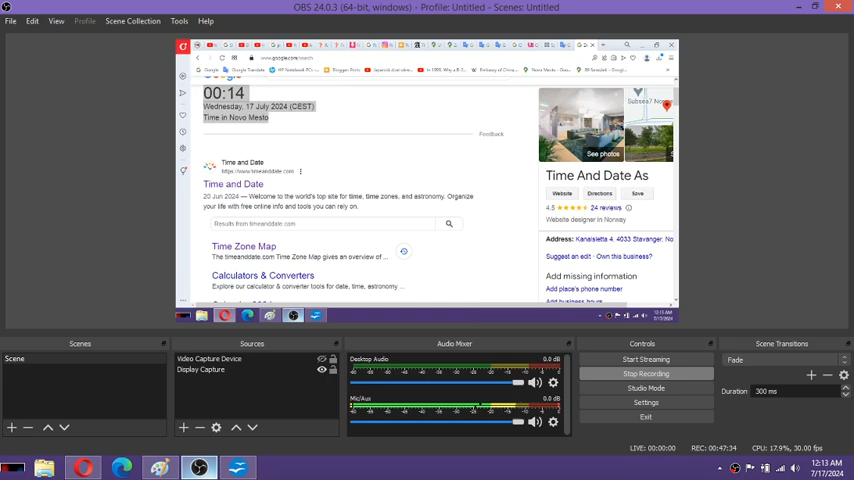 OBS 24.0.3 (64-bit, windows) - Profile: Untitled - Scenes: Untitled
File Edit View Profile Scene Collection Tools Help
www.google.com/search
Google Google Translate
Google
00:14
Wednesday, 17 July 2024 (CEST)
Time in Novo Mesto
Feedback
Subsea7
See photos
Time and Date
https://www.timeanddate.com
Time and Date
20 Jun 2024 — Welcome to the world's top site for time, time zones, and astronomy. Organize
your life with free online info and tools you can rely on.
Results from timeanddate.com
Time Zone Map
The timeanddate.com Time Zone Map gives an overview of ...
Calculators & Converters
Explore our calculator & converter tools for date, time, astronomy ...
Time And Date As
Website Directions Save
4.5 24 reviews
Website designer in Norway
Address: Kanalsletta 4, 4033 Stavanger, No
Suggest an edit · Own this business?
Add missing information
Add place's phone number
Add business hours
12:13 AM
7/17/2024
Scenes
Scene
Sources
Video Capture Device
Display Capture
Audio Mixer
Desktop Audio 0.0 dB
Mic/Aux 0.0 dB
Controls
Start Streaming
Stop Recording
Studio Mode
Settings
Exit
Scene Transitions
Fade
Duration 300 ms
LIVE: 00:00:00 REC: 00:47:34 CPU: 17.9%, 30.00 fps
12:13 AM
7/17/2024